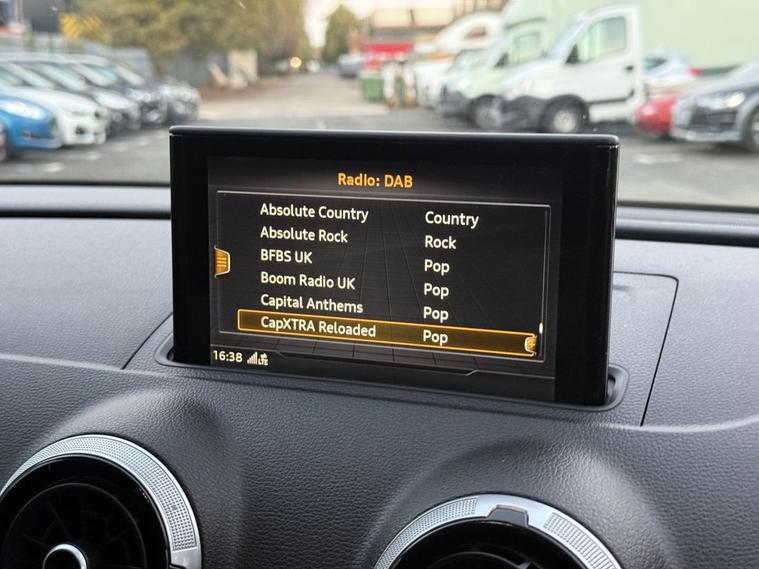 Radio: DAB
Absolute Country Country
Absolute Rock Rock
BFBS UK Pop
Boom Radio UK Pop
Capital Anthems Pop
CapXTRA Reloaded Pop
16:38 LTE